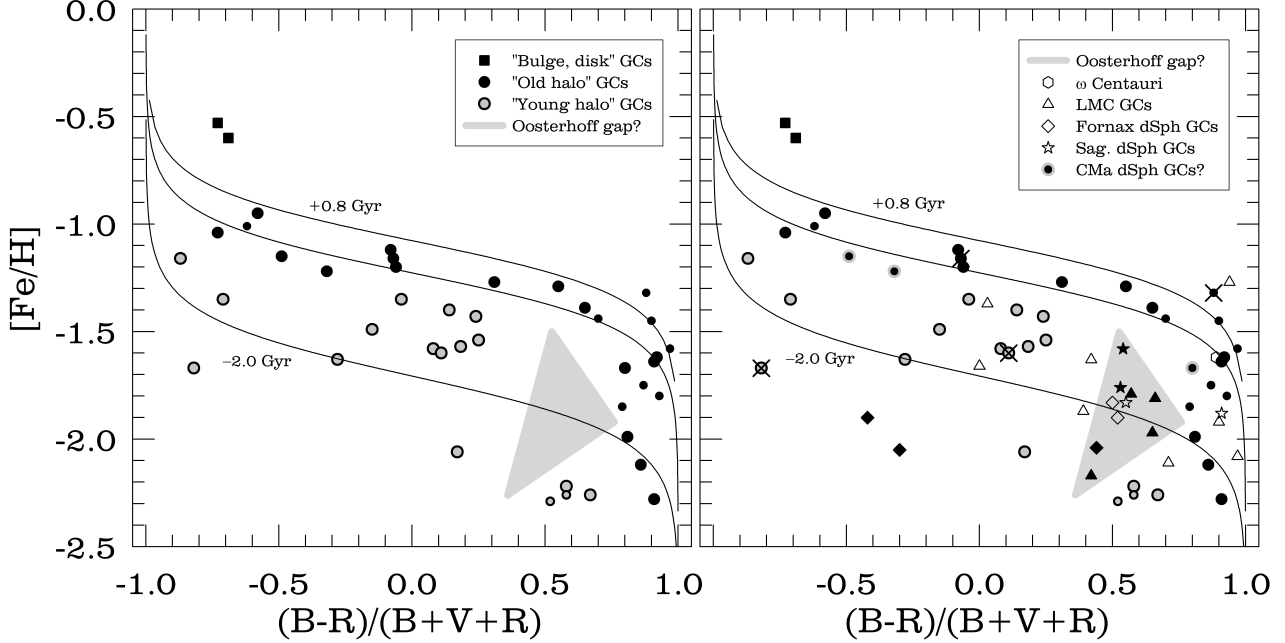 0.0
-0.5
-1.0
-1.5
-2.0
-2.5
[Fe/H]
"Bulge, disk" GCs
"Old halo" GCs
"Young halo" GCs
Oosterhoff gap?
+0.8 Gyr
−2.0 Gyr
-1.0 -0.5 0.0 0.5 1.0
(B-R)/(B+V+R)
Oosterhoff gap?
ω Centauri
LMC GCs
Fornax dSph GCs
Sag. dSph GCs
CMa dSph GCs?
+0.8 Gyr
−2.0 Gyr
-0.5 0.0 0.5 1.0
(B-R)/(B+V+R)